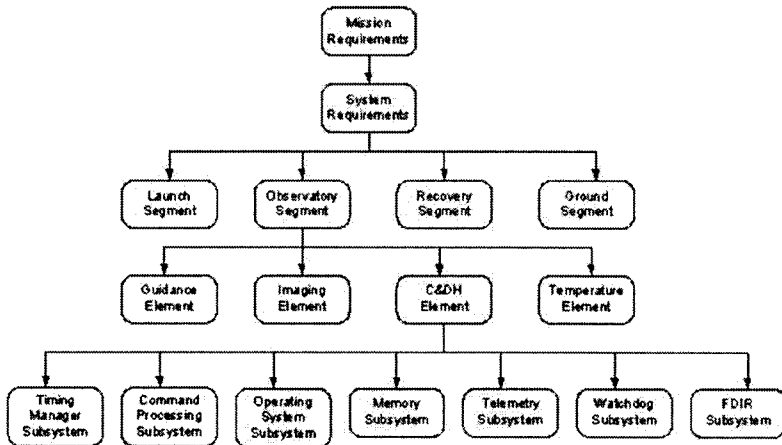 Mission
Requirements
System
Requirements
Launch
Segment
Observatory
Segment
Recovery
Segment
Ground
Segment
Guidance
Element
Imaging
Element
C&DH
Element
Temperature
Element
Timing
Manager
Subsystem
Command
Processing
Subsystem
Operating
System
Subsystem
Memory
Subsystem
Telemetry
Subsystem
Watchdog
Subsystem
FDIR
Subsystem